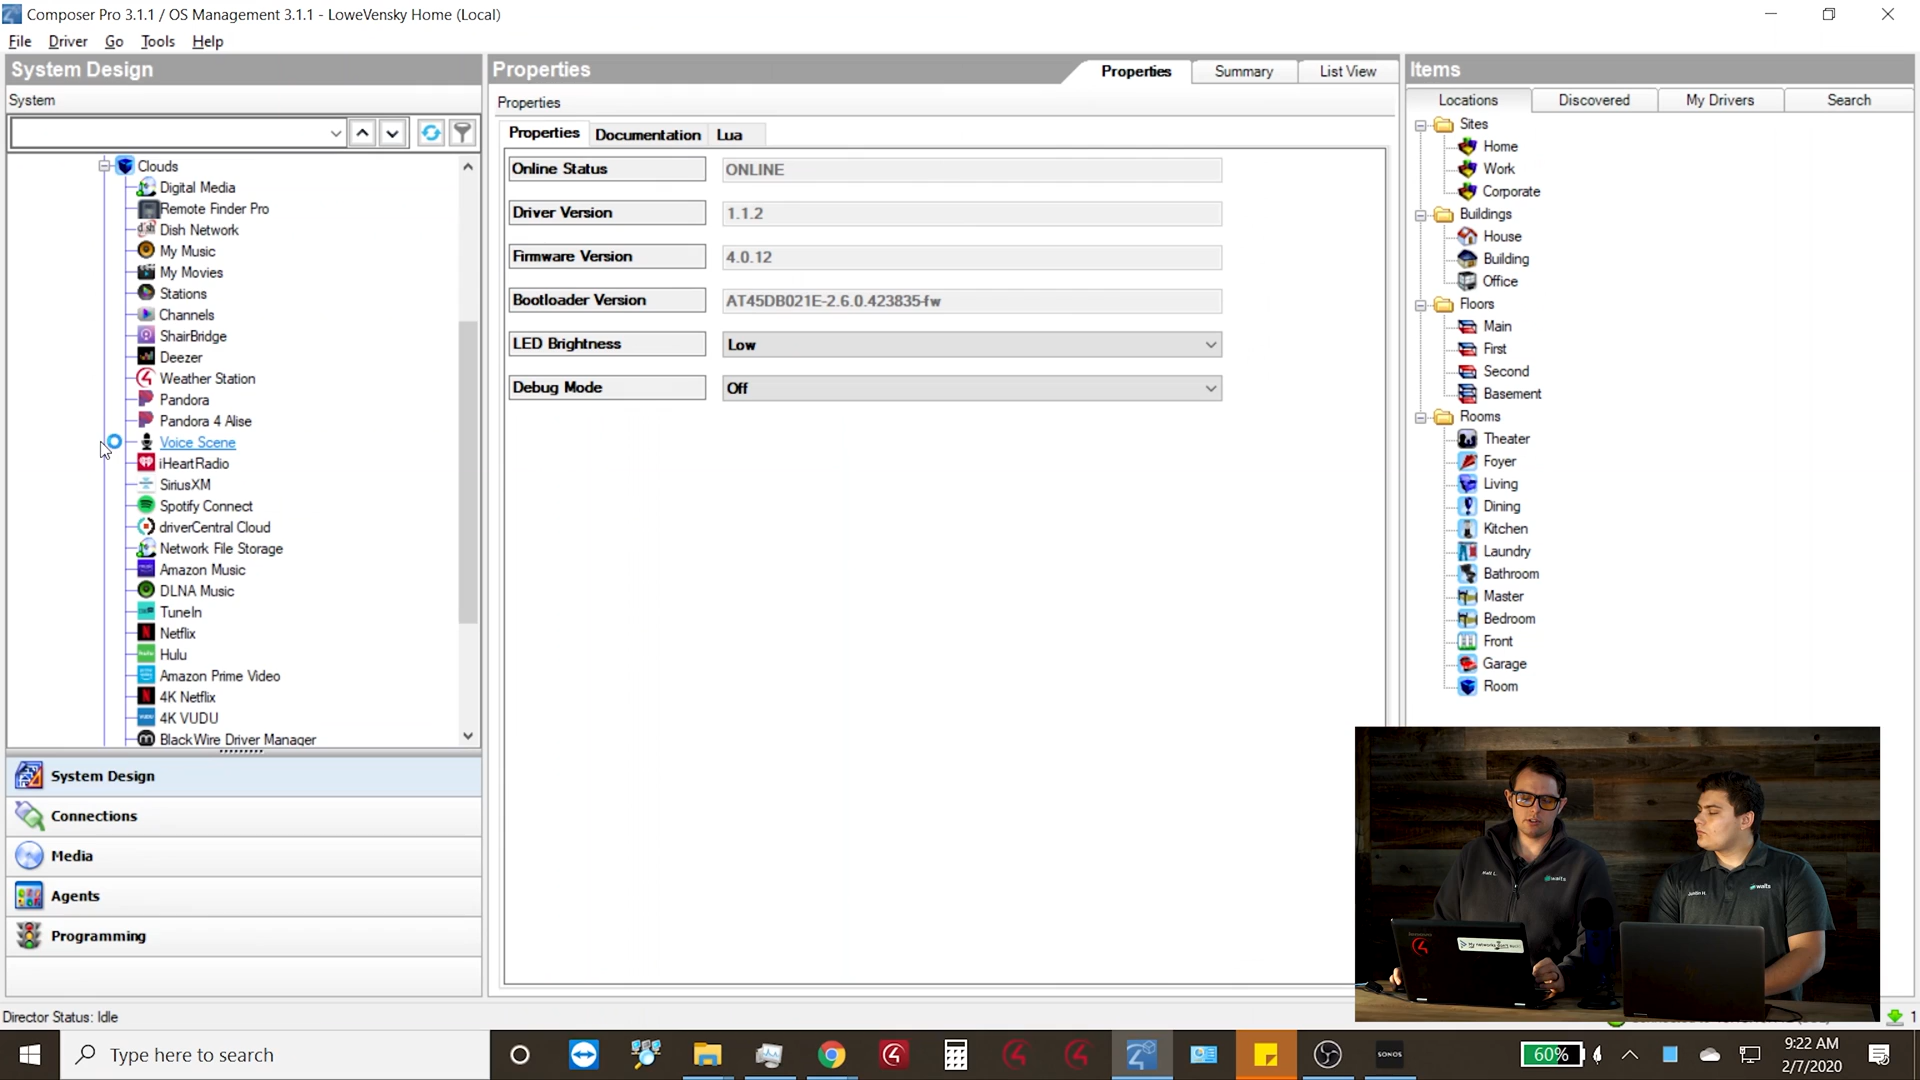 Composer Pro 3.1.1 / OS Management 3.1.1 - LoweVensky Home (Local)
File Driver Go Tools Help
System Design
System
Clouds
Digital Media
Remote Finder Pro
Dish Network
My Music
My Movies
Stations
Channels
ShairBridge
Deezer
Weather Station
Pandora
Pandora 4 Alise
Voice Scene
iHeartRadio
SiriusXM
Spotify Connect
driverCentral Cloud
Network File Storage
Amazon Music
DLNA Music
TuneIn
Netflix
Hulu
Amazon Prime Video
4K Netflix
4K VUDU
BlackWire Driver Manager
System Design
Connections
Media
Agents
Programming
Properties
Properties Summary List View
Properties
Properties Documentation Lua
Online Status ONLINE
Driver Version 1.1.2
Firmware Version 4.0.12
Bootloader Version AT45DB021E-2.6.0.423835-fw
LED Brightness Low
Debug Mode Off
Items
Locations Discovered My Drivers Search
Sites
Home
Work
Corporate
Buildings
House
Building
Office
Floors
Main
First
Second
Basement
Rooms
Theater
Foyer
Living
Dining
Kitchen
Laundry
Bathroom
Master
Bedroom
Front
Garage
Room
walts
walts
Director Status: Idle
1
Type here to search
SONOS
60%
9:22 AM
2/7/2020